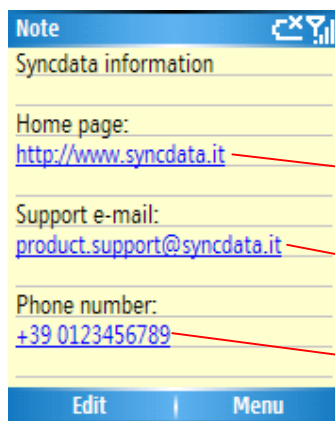 Note
Syncdata information
Home page:
http://www.syncdata.it
Support e-mail:
product.support@syncdata.it
Phone number:
+39 0123456789
Edit Menu